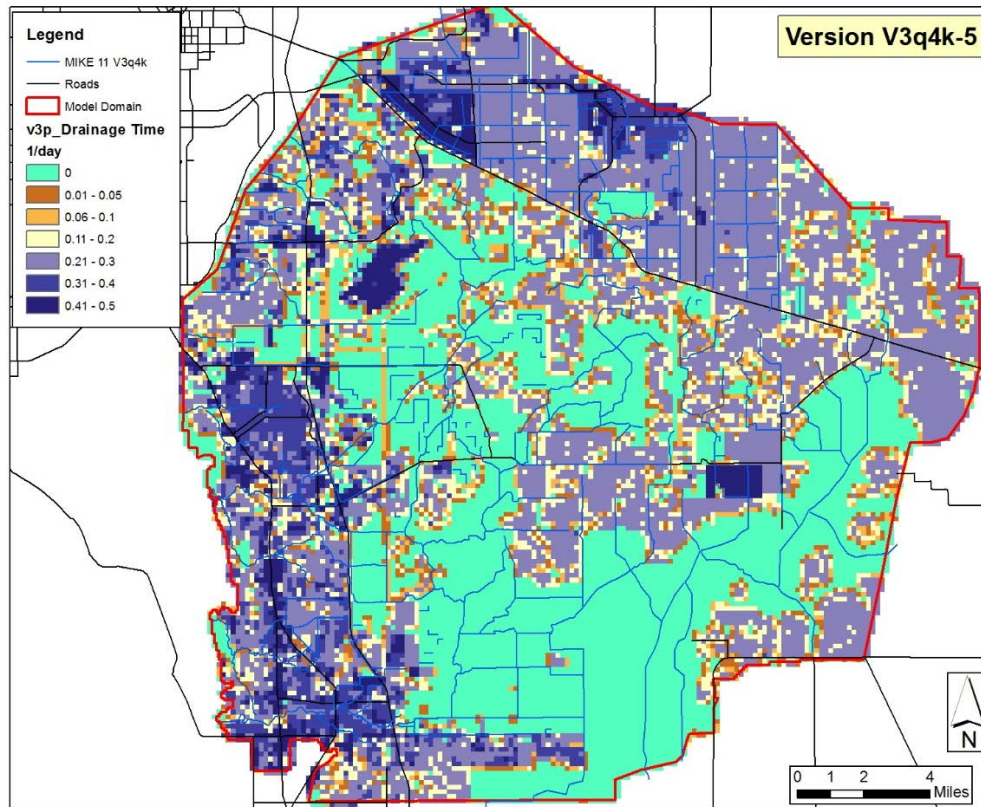 Legend
MIKE 11 V3q4k
Roads
Model Domain
v3p_Drainage Time
1/day
0
0.01 - 0.05
0.06 - 0.1
0.11 - 0.2
0.21 - 0.3
0.31 - 0.4
0.41 - 0.5
Version V3q4k-5
N
0 1 2 4
Miles